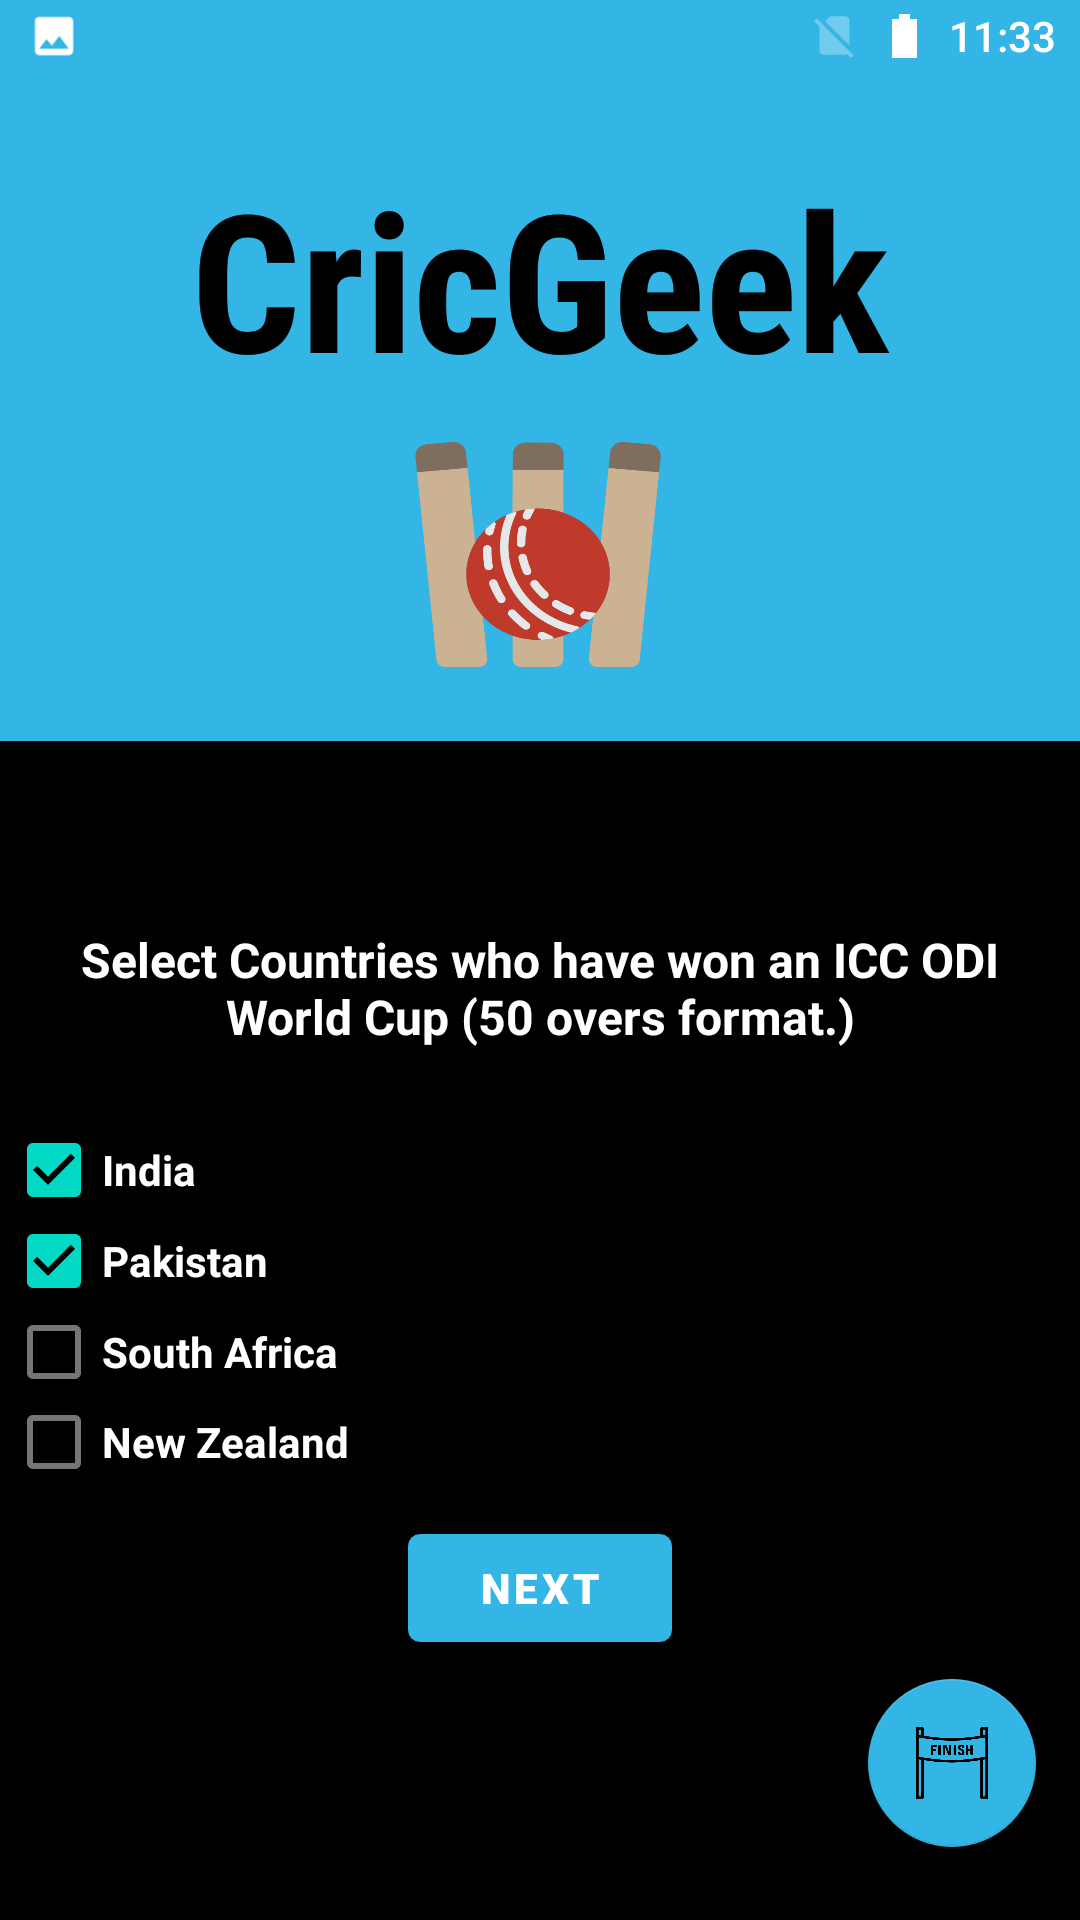 11:33
CricGeek
Select Countries who have won an ICC ODI
World Cup (50 overs format.)
India
Pakistan
South Africa
New Zealand
NEXT
FINISH